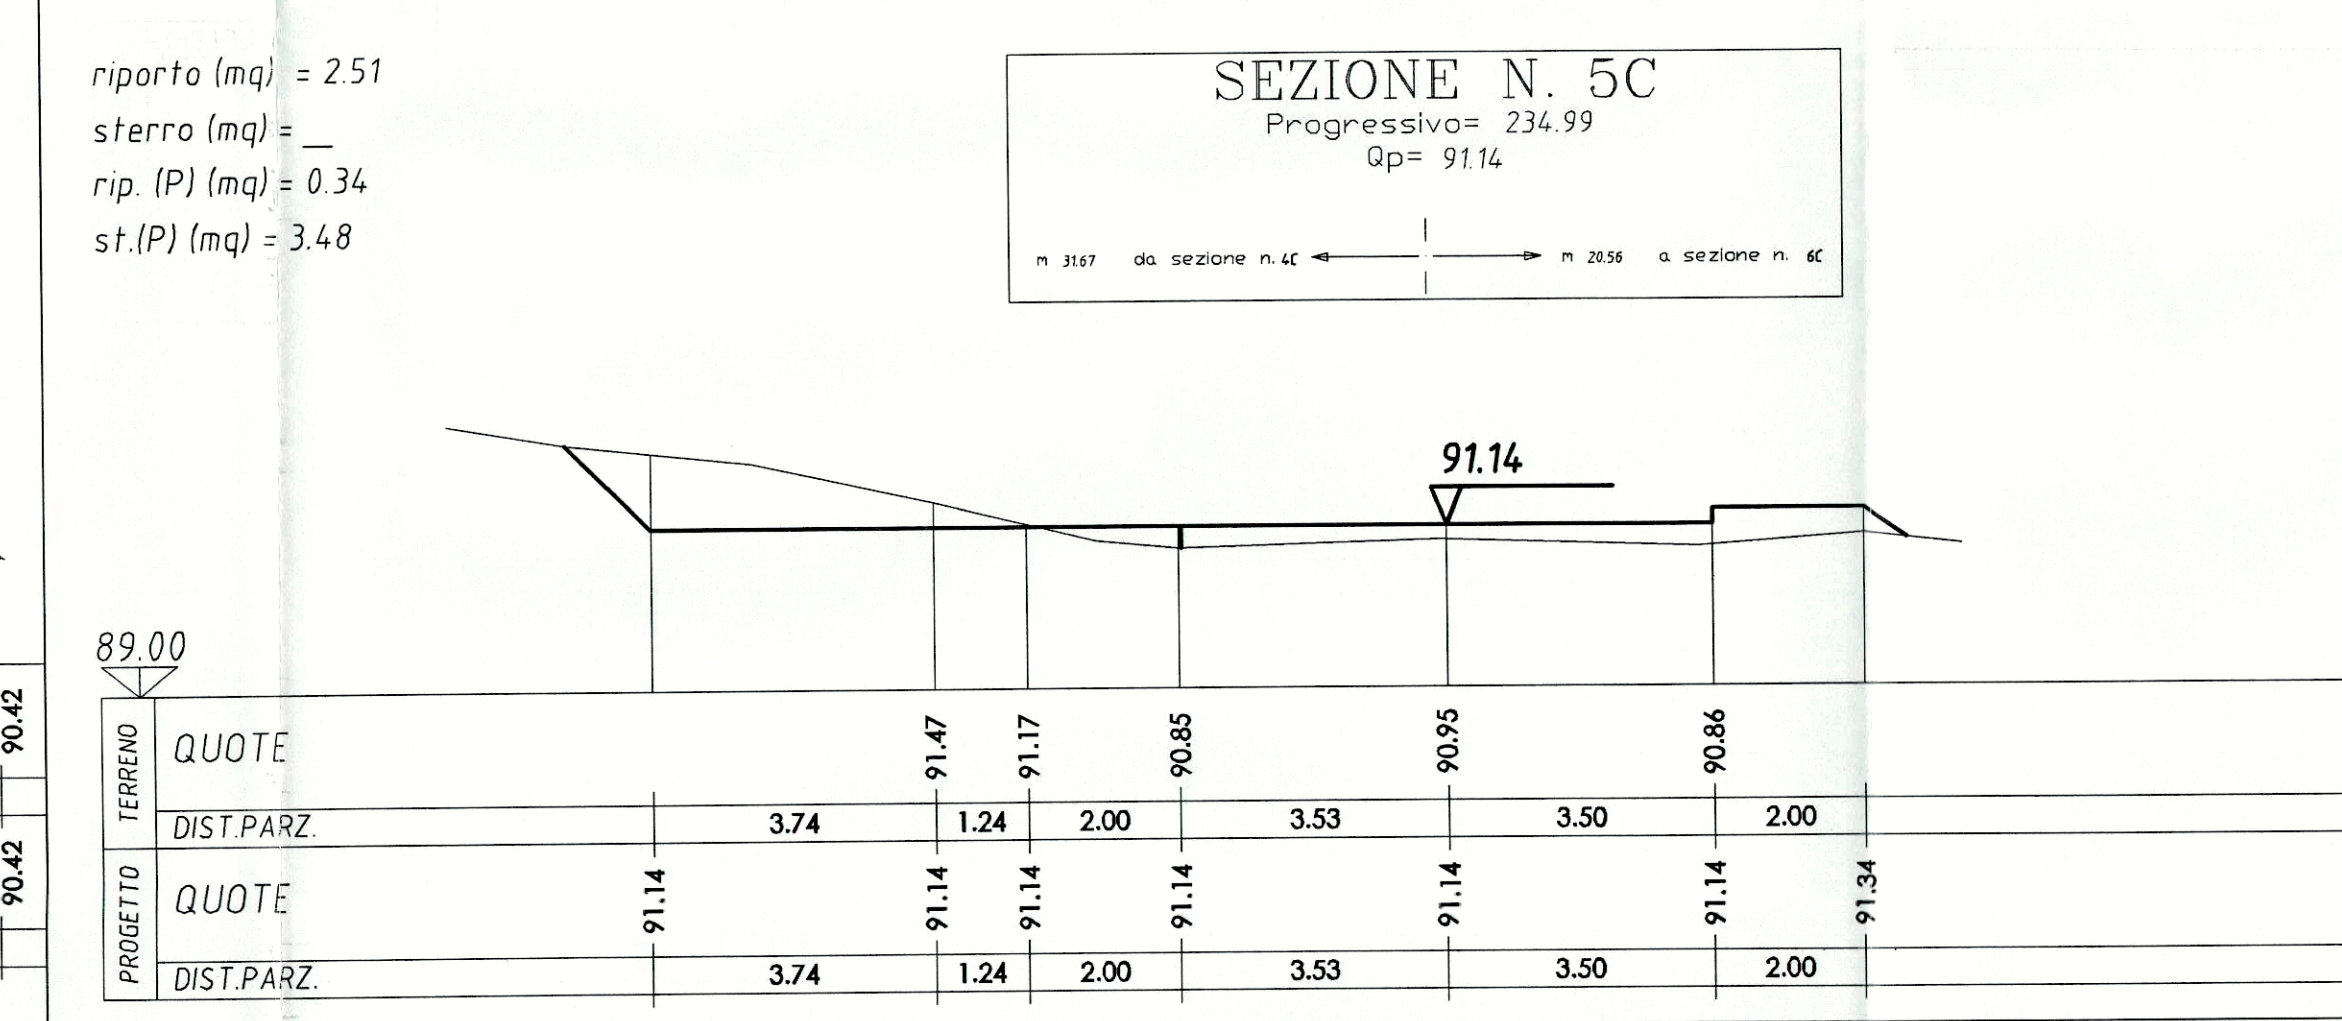 riporto (mq) = 2.51
sterro (mq) = _
rip. (P) (mq) = 0.34
st.(P) (mq) = 3.48
SEZIONE N. 5C
Progressivo= 234.99
Qp= 91.14
m 31.67 da sezione n. 4C m 20.56 a sezione n. 6C
91.14
89.00
90.42
90.42
TERRENO
QUOTE 91.47 91.17 90.85 90.95 90.86
DIST.PARZ. 3.74 1.24 2.00 3.53 3.50 2.00
PROGETTO
QUOTE 91.14 91.14 91.14 91.14 91.14 91.14 91.34
DIST.PARZ. 3.74 1.24 2.00 3.53 3.50 2.00